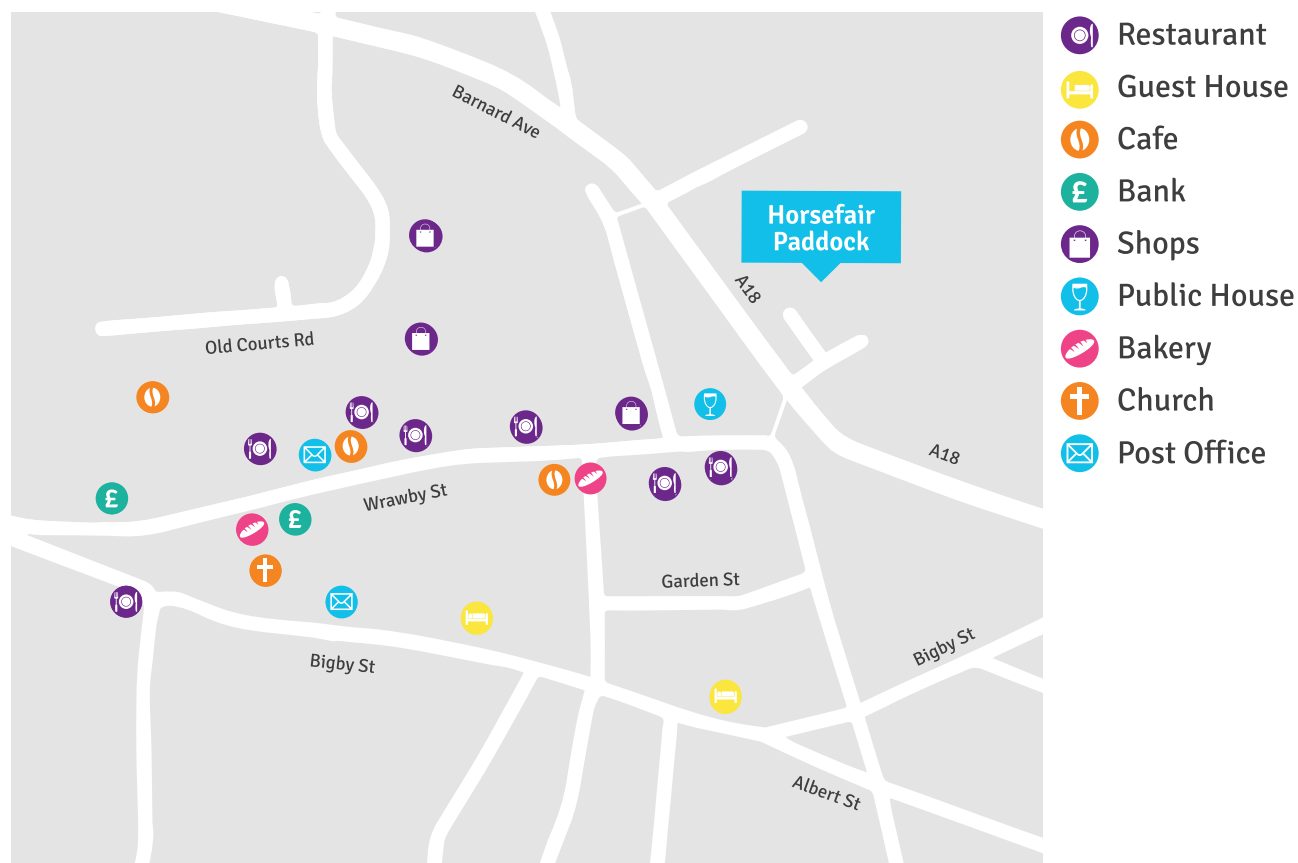 Barnard Ave
Horsefair
Paddock
A18
Old Courts Rd
A18
Wrawby St
Garden St
Bigby St
Bigby St
Albert St
Restaurant
Guest House
Cafe
£ Bank
Shops
Public House
Bakery
Church
Post Office
£
£